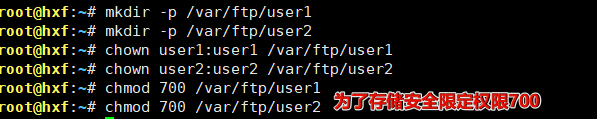 root@hxf:~# mkdir -p /var/ftp/user1
root@hxf:~# mkdir -p /var/ftp/user2
root@hxf:~# chown user1:user1 /var/ftp/user1
root@hxf:~# chown user2:user2 /var/ftp/user2
root@hxf:~# chmod 700 /var/ftp/user1
root@hxf:~# chmod 700 /var/ftp/user2 为了存储安全限定权限700